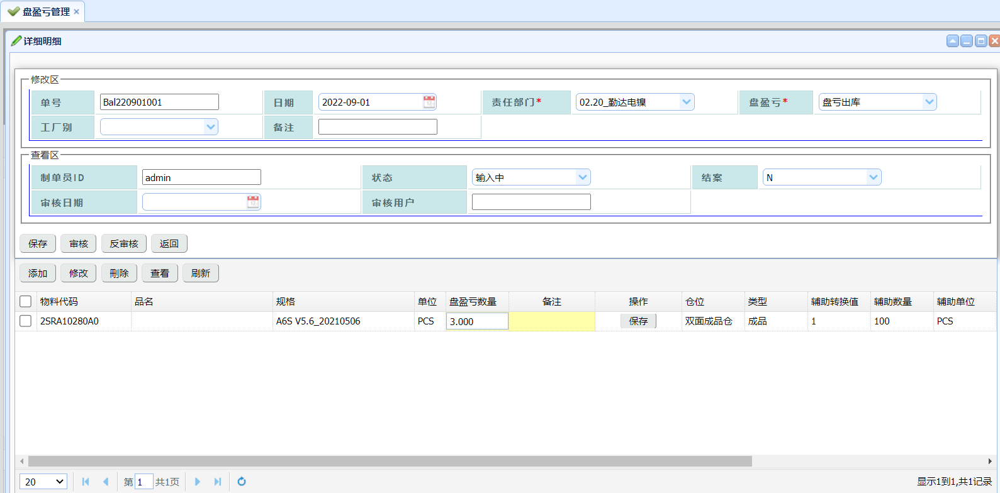 盘盈亏管理
详细明细
修改区
单号 Bal220901001 日期 2022-09-01 责任部门* 02.20_勤达电镍 盘盈亏* 盘亏出库
工厂别 备注
查看区
制单员ID admin 状态 输入中 结案 N
审核日期 审核用户
保存 审核 反审核 返回
添加 修改 刪除 查看 刷新
物料代码 品名 规格 单位 盘盈亏数量 备注 操作 仓位 类型 辅助转换值 辅助数量 辅助单位
2SRA10280A0 A6S V5.6_20210506 PCS 3.000 保存 双面成品仓 成品 1 100 PCS
20 第 1 共1页 显示1到1,共1记录